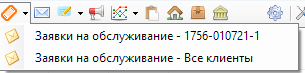 Заявки на обслуживание - 1756-010721-1
Заявки на обслуживание - Все клиенты